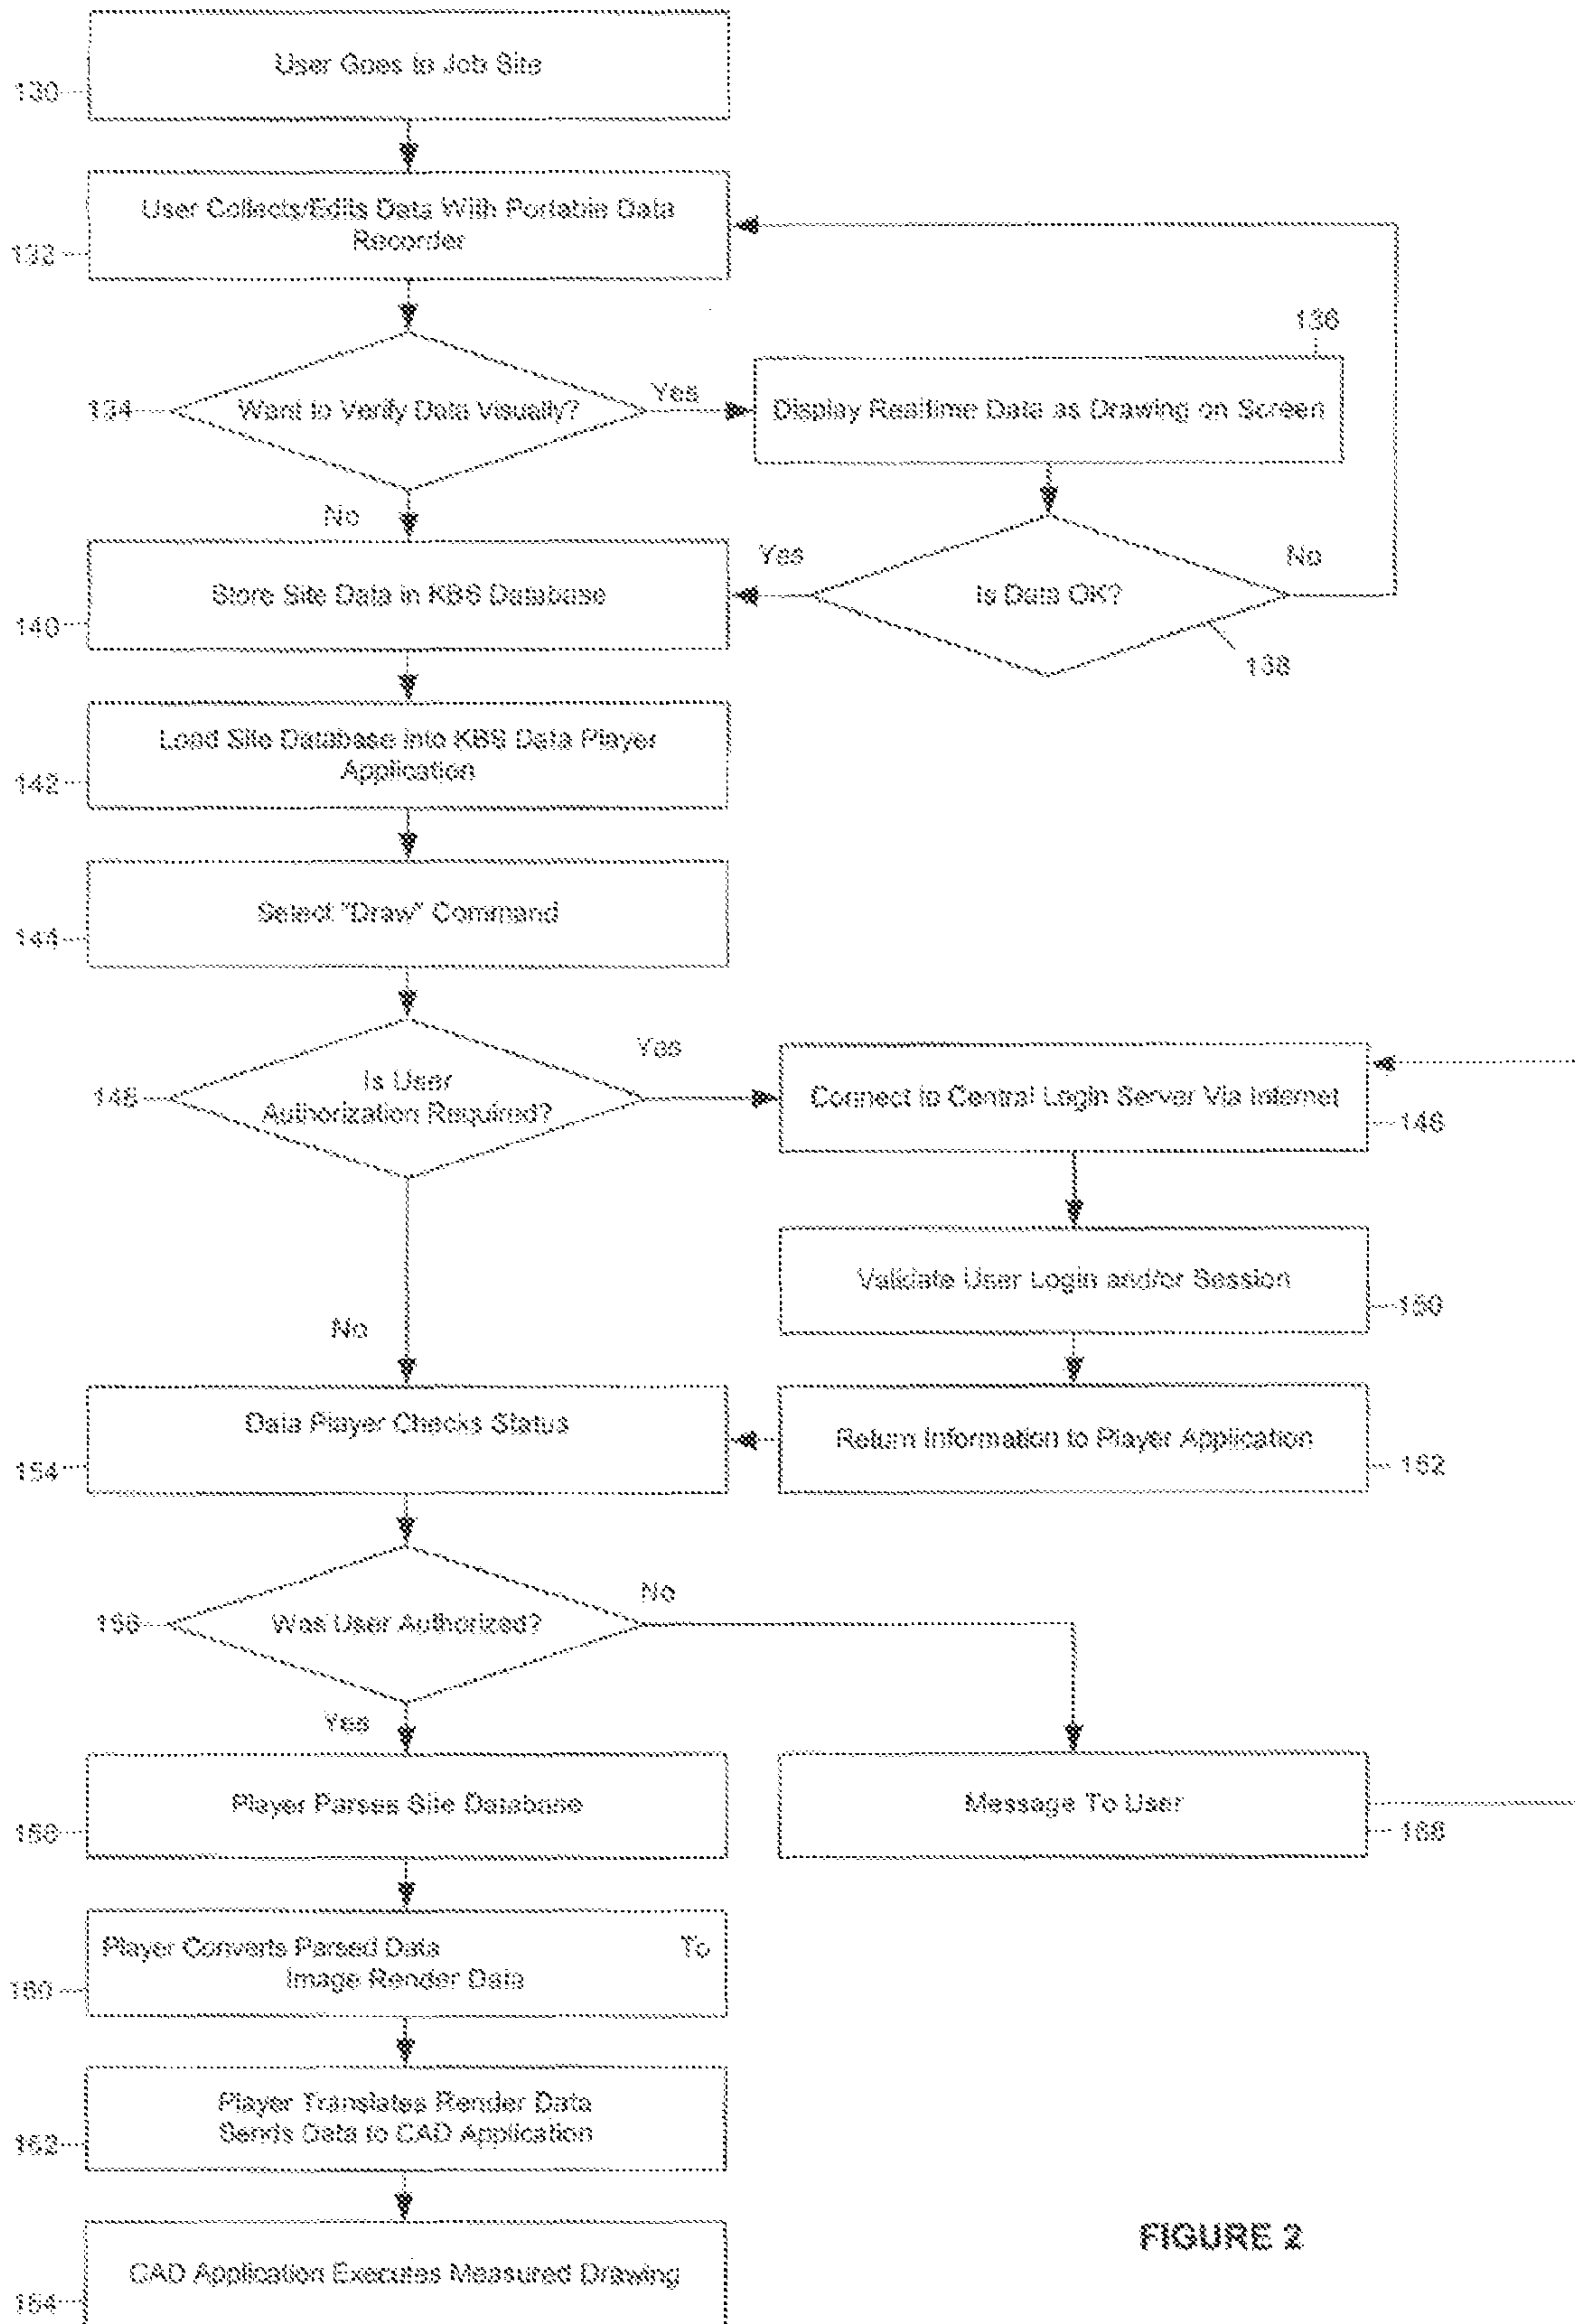 User Goes to Job Site
130
User Collects/Edits Data With Portable Data
Recorder
132
136
134
Want to Verify Data Visually?
Yes
Display Realtime Data as Drawing on Screen
No
Store Site Data in KBS Database
140
Yes
Is Data OK?
No
138
Load Site Database into KBS Data Player
Application
142
Select "Draw" Command
144
Is User
Authorization Required?
Yes
Connect to Central Login Server Via Internet
Validate User Login and/or Session
150
No
Data Player Checks Status
154
Return Information to Player Application
Was User Authorized?
No
156
Yes
Player Parses Site Database
Message To User
Player Converts Parsed Data To
Image Render Data
160
Player Translates Render Data
Sends Data to CAD Application
162
CAD Application Executes Measured Drawing
164
FIGURE 2